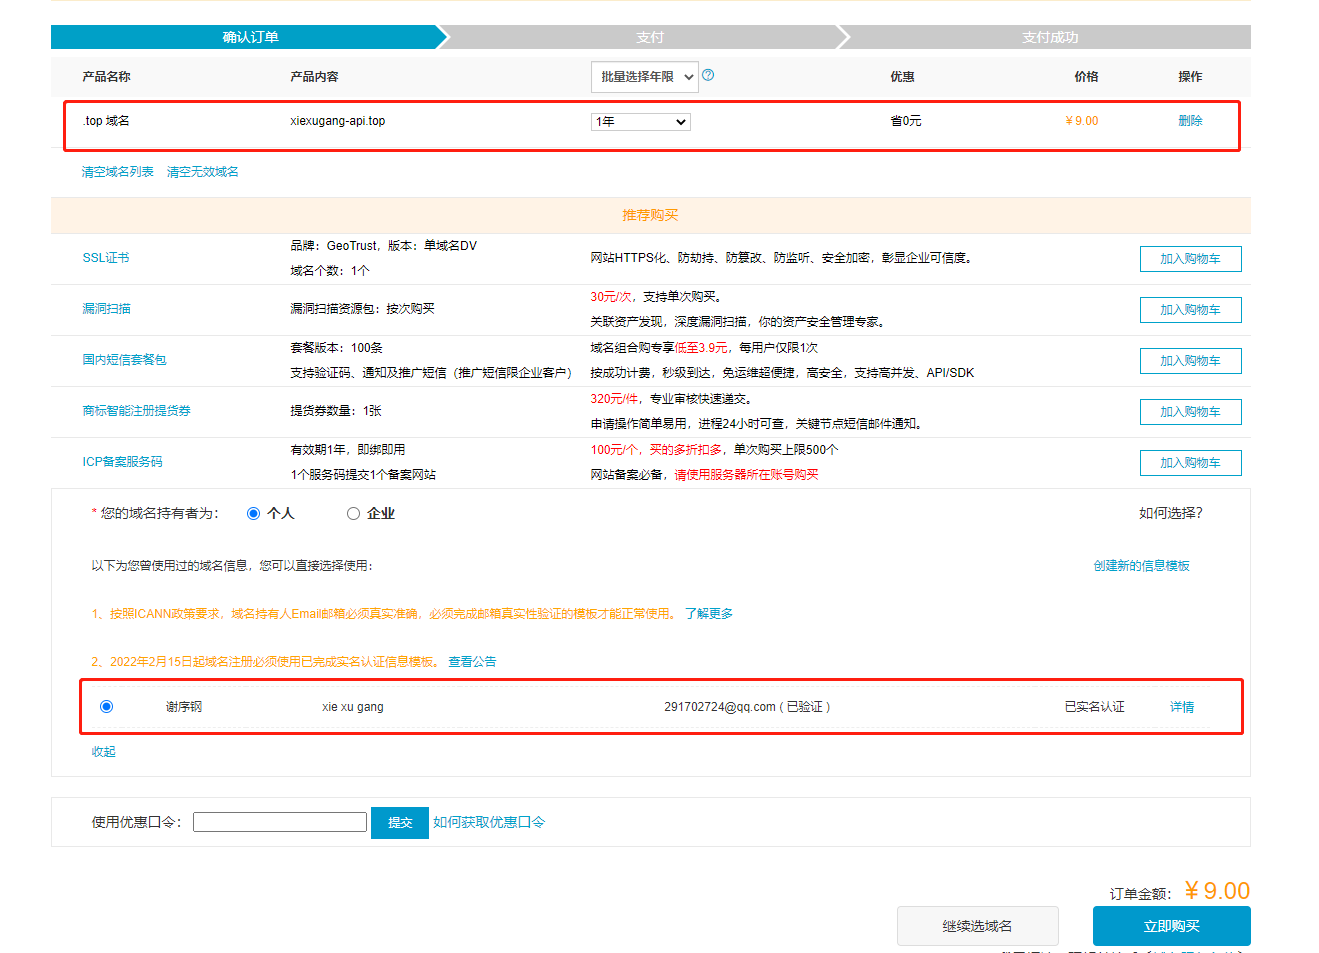 确认订单 支付 支付成功
产品名称 产品内容 批量选择年限 ? 优惠 价格 操作
.top 域名 xiexugang-api.top 1年 省0元 ￥9.00 删除
清空域名列表 清空无效域名
推荐购买
SSL证书 品牌：GeoTrust，版本：单域名DV
域名个数：1个
网站HTTPS化、防劫持、防篡改、防监听、安全加密，彰显企业可信度。 加入购物车
漏洞扫描 漏洞扫描资源包：按次购买 30元/次，支持单次购买。
关联资产发现，深度漏洞扫描，你的资产安全管理专家。 加入购物车
国内短信套餐包 套餐版本：100条
支持验证码、通知及推广短信（推广短信限企业客户）
域名组合购专享低至3.9元，每用户仅限1次
按成功计费，秒级到达，免运维超便捷，高安全，支持高并发、API/SDK 加入购物车
商标智能注册提货券 提货券数量：1张 320元/件，专业审核快速递交。
申请操作简单易用，进程24小时可查，关键节点短信邮件通知。 加入购物车
ICP备案服务码 有效期1年，即绑即用
1个服务码提交1个备案网站
100元/个，买的多折扣多，单次购买上限500个
网站备案必备，请使用服务器所在账号购买 加入购物车
* 您的域名持有者为： 个人 企业 如何选择?
以下为您曾使用过的域名信息，您可以直接选择使用： 创建新的信息模板
1、按照ICANN政策要求，域名持有人Email邮箱必须真实准确，必须完成邮箱真实性验证的模板才能正常使用。 了解更多
2、2022年2月15日起域名注册必须使用已完成实名认证信息模板。 查看公告
谢序钢 xie xu gang 291702724@qq.com ( 已验证 ) 已实名认证 详情
收起
使用优惠口令： 提交 如何获取优惠口令
订单金额： ￥9.00
继续选域名 立即购买